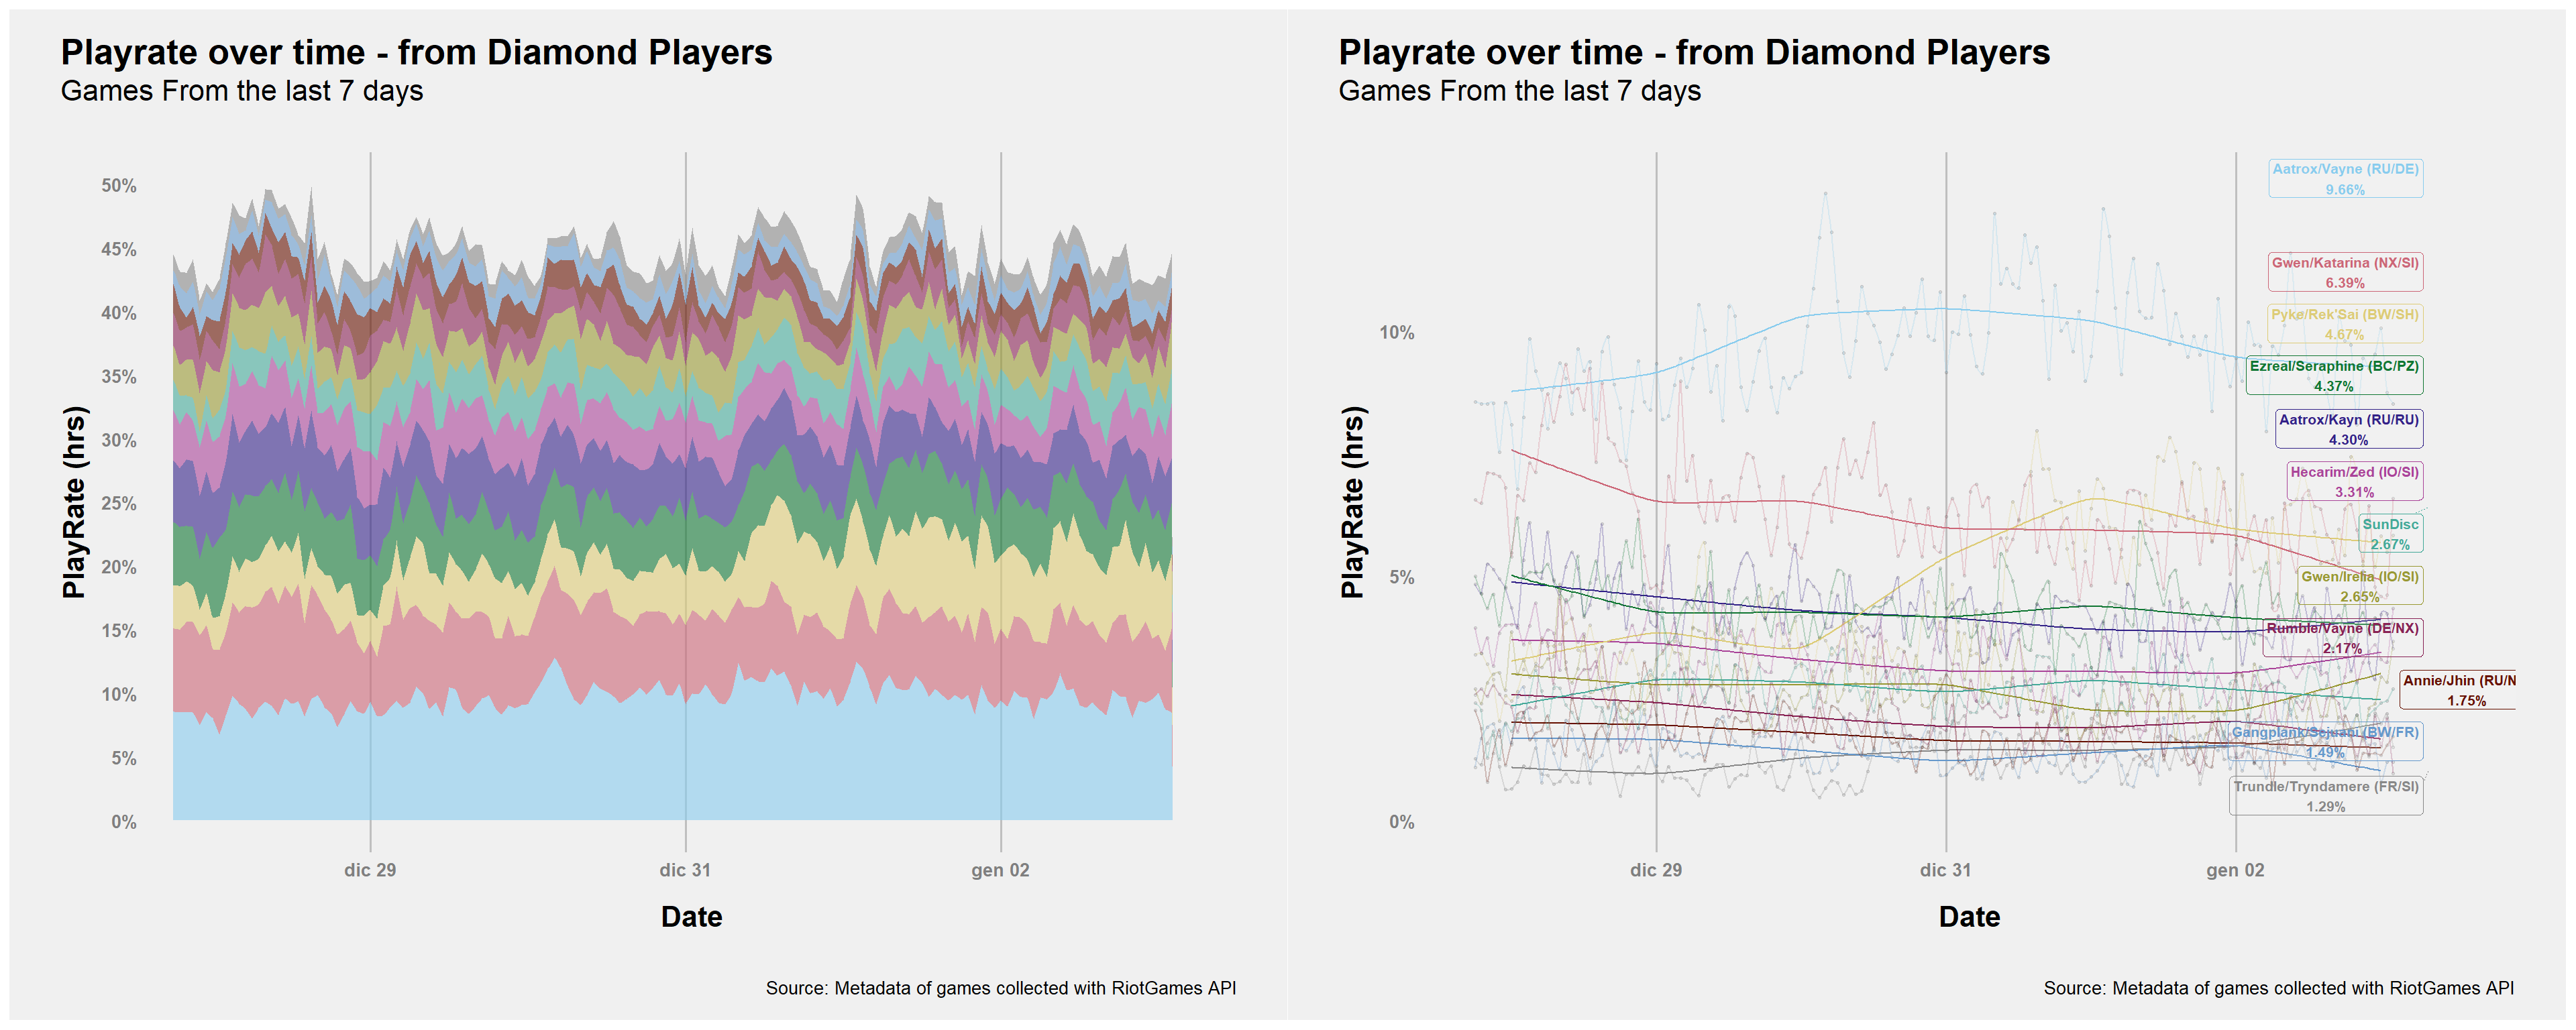 Playrate over time - from Diamond Players
Games From the last 7 days
PlayRate (hrs)
50%
45%
40%
35%
30%
25%
20%
15%
10%
5%
0%
dic 29
dic 31
gen 02
Date
Source: Metadata of games collected with RiotGames API
Playrate over time - from Diamond Players
Games From the last 7 days
PlayRate (hrs)
10%
5%
0%
Aatrox/Vayne (RU/DE)
9.66%
Gwen/Katarina (NX/SI)
6.39%
Pyke/Rek'Sai (BW/SH)
4.67%
Ezreal/Seraphine (BC/PZ)
4.37%
Aatrox/Kayn (RU/RU)
4.30%
Hecarim/Zed (IO/SI)
3.31%
SunDisc
2.67%
Gwen/Irelia (IO/SI)
2.65%
Rumble/Vayne (DE/NX)
2.17%
Annie/Jhin (RU/N
1.75%
Gangplank/Sejuani (BW/FR)
1.49%
Trundle/Tryndamere (FR/SI)
1.29%
dic 29
dic 31
gen 02
Date
Source: Metadata of games collected with RiotGames API